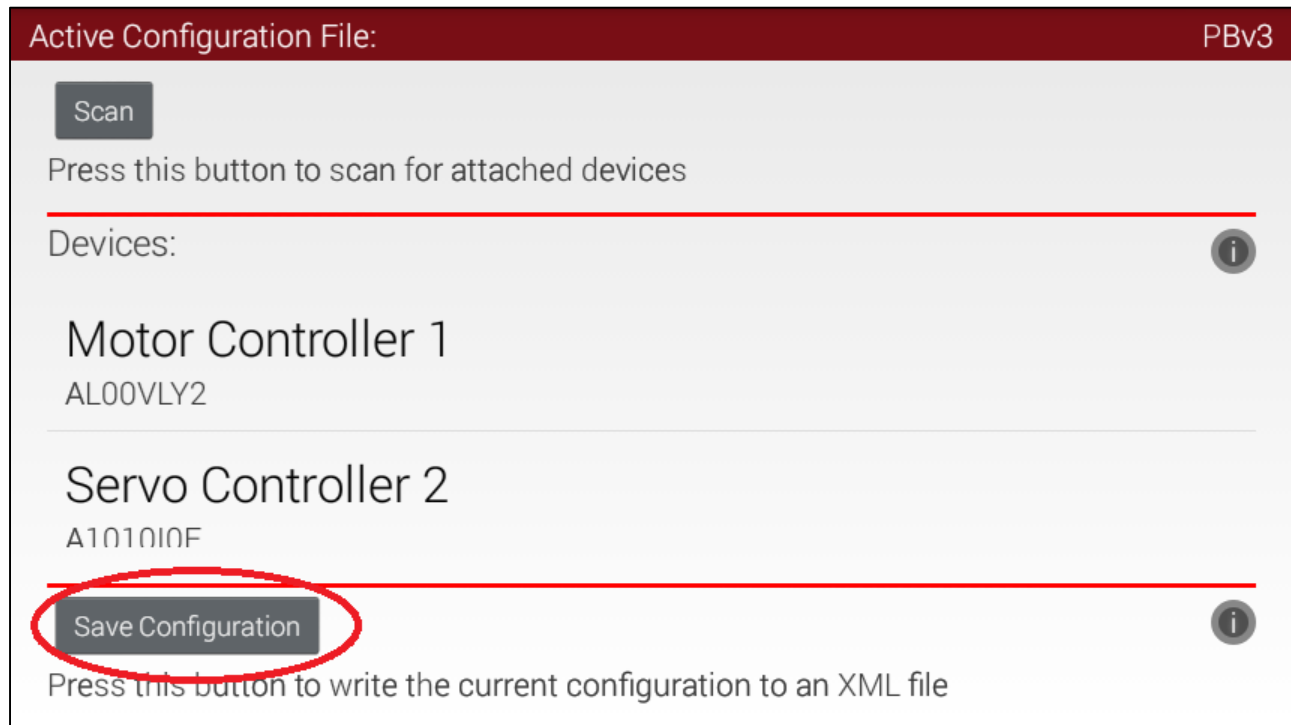 Active Configuration File: PBv3
Scan
Press this button to scan for attached devices
Devices:
Motor Controller 1
AL00VLY2
Servo Controller 2
Save Configuration
Press this button to write the current configuration to an XML file